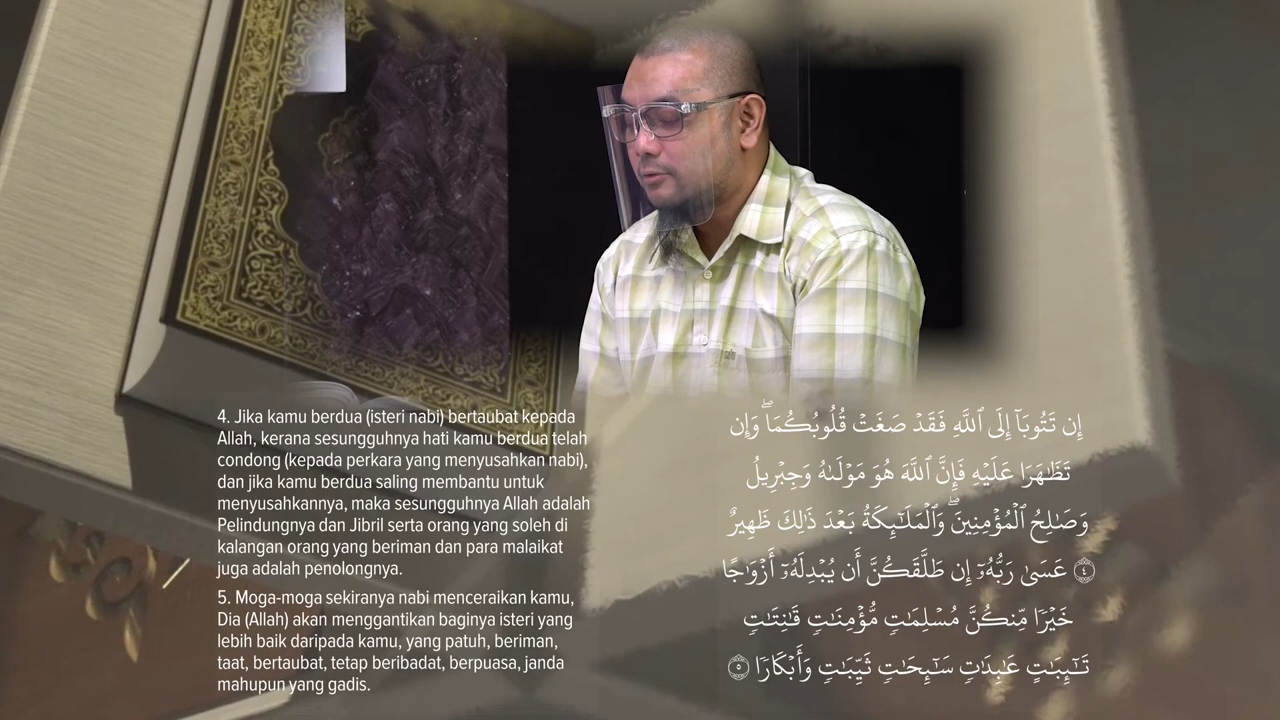 4. Jika kamu berdua (isteri nabi) bertaubat kepada
Allah, kerana sesungguhnya hati kamu berdua telah
condong (kepada perkara yang menyusahkan nabi),
dan jika kamu berdua saling membantu untuk
menyusahkannya, maka sesungguhnya Allah adalah
Pelindungnya dan Jibril serta orang yang soleh di
kalangan orang yang beriman dan para malaikat
juga adalah penolongnya.
5. Moga-moga sekiranya nabi menceraikan kamu,
Dia (Allah) akan menggantikan baginya isteri yang
lebih baik daripada kamu, yang patuh, beriman,
taat, bertaubat, tetap beribadat, berpuasa, janda
mahupun yang gadis.
إِن تَتُوبَآ إِلَى ٱللَّهِ فَقَدۡ صَغَتۡ قُلُوبُكُمَاۖ وَإِن
تَظَٰهَرَا عَلَيۡهِ فَإِنَّ ٱللَّهَ هُوَ مَوۡلَىٰهُ وَجِبۡرِيلُ
وَصَٰلِحُ ٱلۡمُؤۡمِنِينَۖ وَٱلۡمَلَٰٓئِكَةُ بَعۡدَ ذَٰلِكَ ظَهِيرٌ
٤ عَسَىٰ رَبُّهُۥٓ إِن طَلَّقَكُنَّ أَن يُبۡدِلَهُۥٓ أَزۡوَٰجًا
خَيۡرٗا مِّنكُنَّ مُسۡلِمَٰتٖ مُّؤۡمِنَٰتٖ قَٰنِتَٰتٖ
تَٰٓئِبَٰتٍ عَٰبِدَٰتٖ سَٰٓئِحَٰتٖ ثَيِّبَٰتٖ وَأَبۡكَارٗا ٥